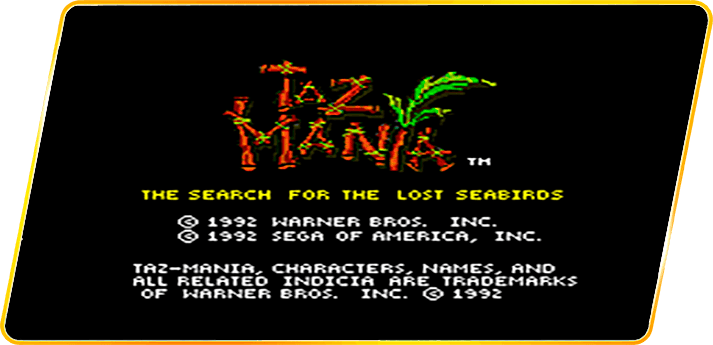 TAZ
MANIA ™
THE SEARCH FOR THE LOST SEABIRDS
© 1992 WARNER BROS. INC.
© 1992 SEGA OF AMERICA, INC.
TAZ-MANIA, CHARACTERS, NAMES, AND
ALL RELATED INDICIA ARE TRADEMARKS
OF WARNER BROS. INC. © 1992